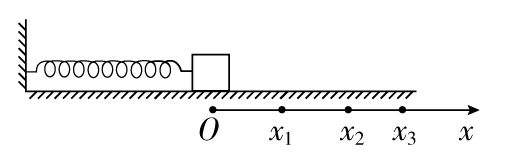 O x₁ x₂ x₃ x